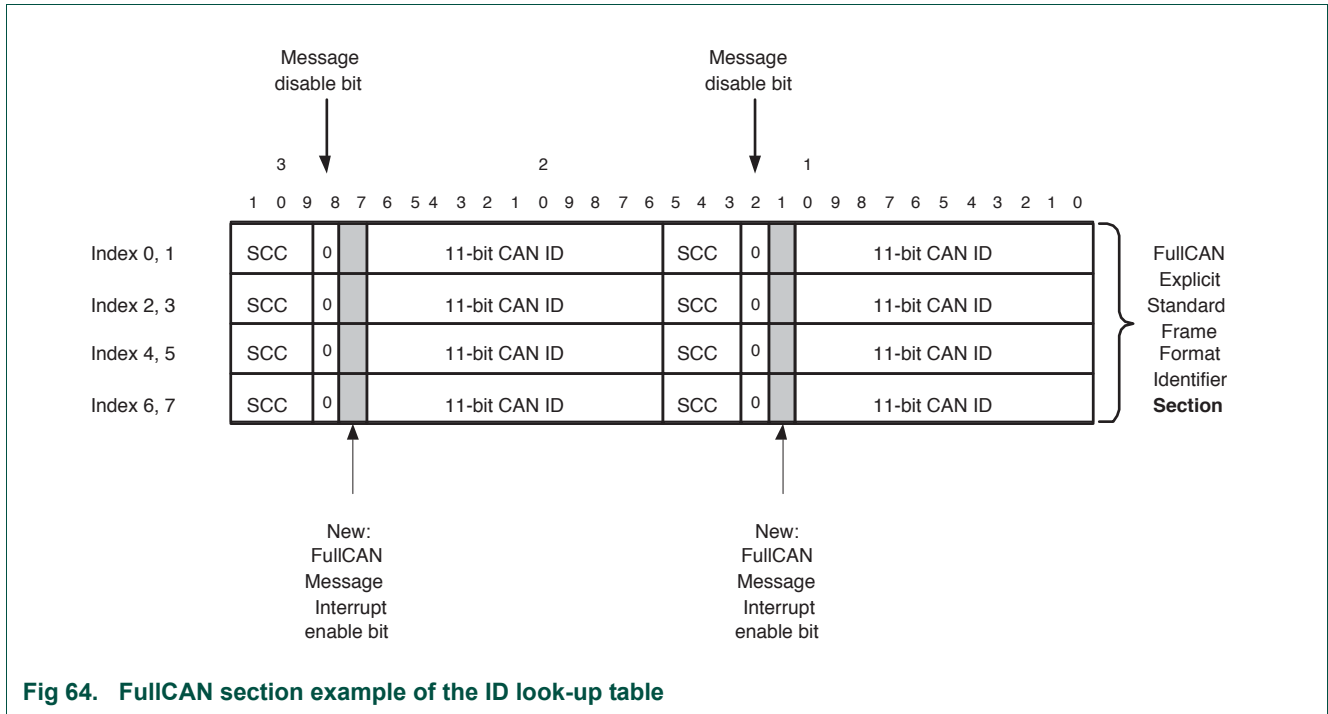 Message
disable bit
Message
disable bit
3 2 1
1 0 9 8 7 6 5 4 3 2 1 0 9 8 7 6 5 4 3 2 1 0 9 8 7 6 5 4 3 2 1 0
Index 0, 1 SCC 0 11-bit CAN ID SCC 0 11-bit CAN ID
Index 2, 3 SCC 0 11-bit CAN ID SCC 0 11-bit CAN ID
Index 4, 5 SCC 0 11-bit CAN ID SCC 0 11-bit CAN ID
Index 6, 7 SCC 0 11-bit CAN ID SCC 0 11-bit CAN ID
FullCAN
Explicit
Standard
Frame
Format
Identifier
Section
New:
FullCAN
Message
Interrupt
enable bit
New:
FullCAN
Message
Interrupt
enable bit
Fig 64. FullCAN section example of the ID look-up table